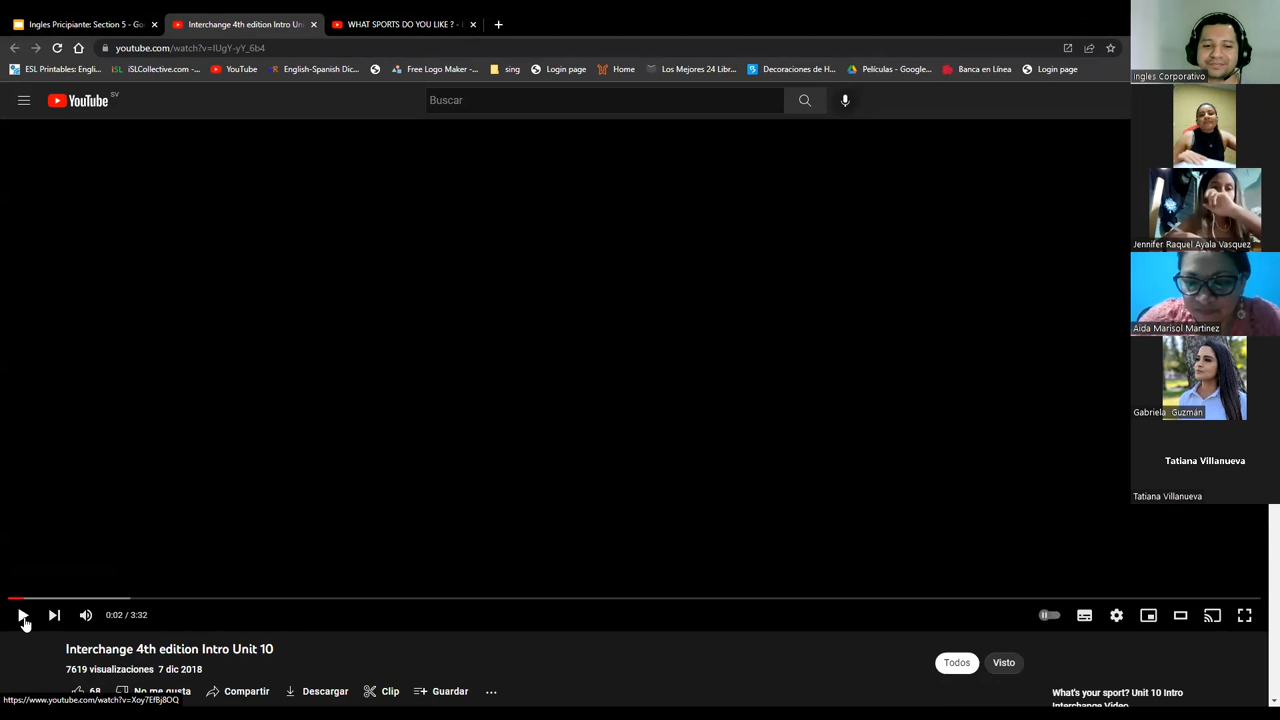 Ingles Pricipiante: Section 5 - Go
Interchange 4th edition Intro Uni
WHAT SPORTS DO YOU LIKE ? -
youtube.com/watch?v=IUgY-yY_6b4
ESL Printables: Engli... iSLCollective.com -... YouTube English-Spanish Dic... Free Logo Maker -... sing Login page Home Los Mejores 24 Libr... Decoraciones de H... Películas - Google... Banca en Línea Login page
YouTube SV
Buscar
Ingles Corporativo
Jennifer Raquel Ayala Vasquez
Aida Marisol Martinez
Gabriela Guzmán
Tatiana Villanueva
Tatiana Villanueva
0:02 / 3:32
Interchange 4th edition Intro Unit 10
7619 visualizaciones 7 dic 2018
Todos Visto
68 No me gusta Compartir Descargar Clip Guardar ...
What's your sport? Unit 10 Intro
Interchange Video
https://www.youtube.com/watch?v=Xoy7EfBj8OQ